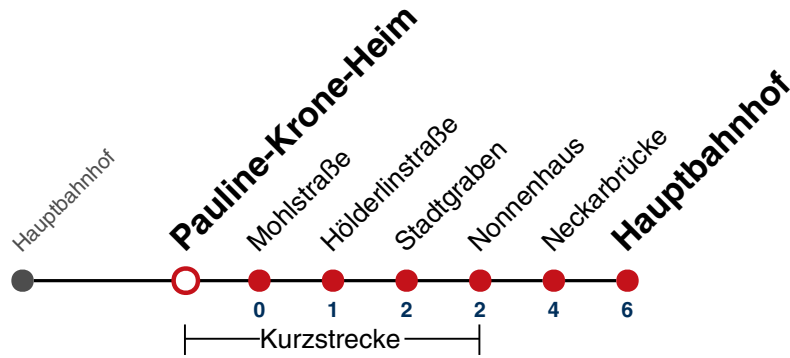 Hauptbahnhof
Pauline-Krone-Heim
Mohlstraße
Hölderlinstraße
Stadtgraben
Nonnenhaus
Neckarbrücke
Hauptbahnhof
0 1 2 2 4 6
Kurzstrecke